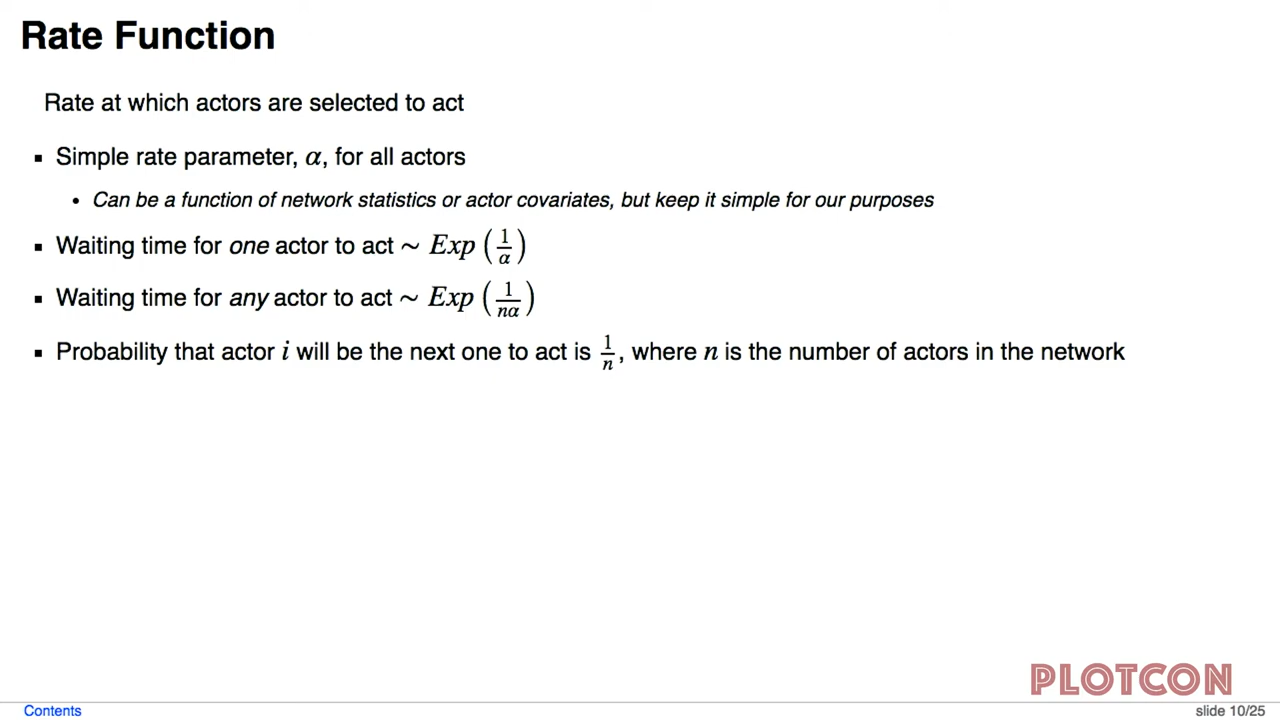 Rate Function
Rate at which actors are selected to act
▪ Simple rate parameter, α, for all actors
• Can be a function of network statistics or actor covariates, but keep it simple for our purposes
▪ Waiting time for one actor to act ~ Exp (1/α)
▪ Waiting time for any actor to act ~ Exp (1/nα)
▪ Probability that actor i will be the next one to act is 1/n, where n is the number of actors in the network
PLOTCON
Contents
slide 10/25